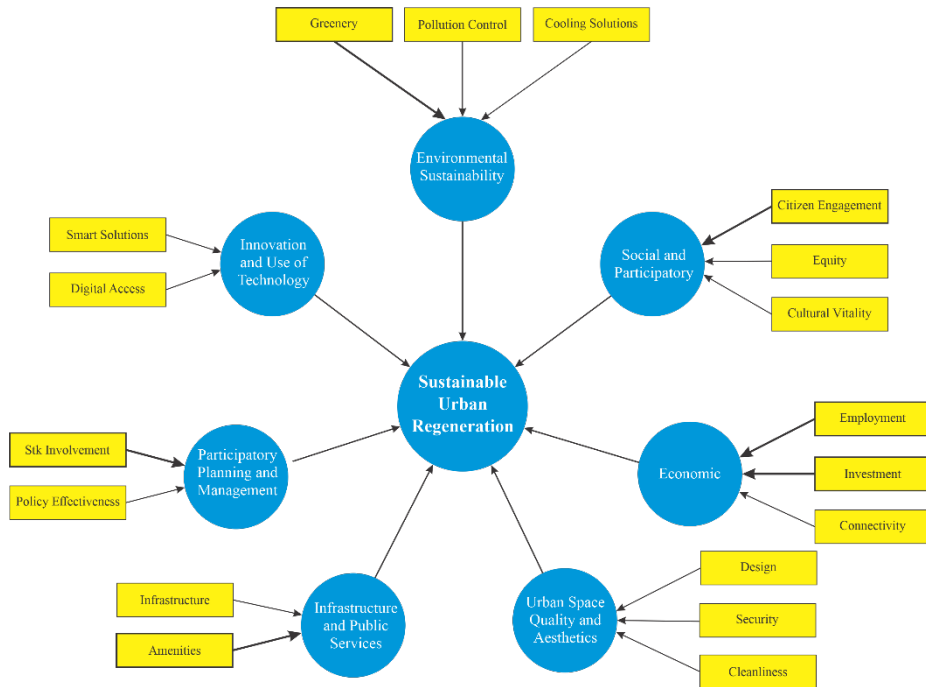 Greenery
Pollution Control
Cooling Solutions
Environmental
Sustainability
Smart Solutions
Digital Access
Innovation
and Use of
Technology
Social and
Participatory
Citizen Engagement
Equity
Cultural Vitality
Sustainable
Urban
Regeneration
Stk Involvement
Policy Effectiveness
Participatory
Planning and
Management
Economic
Employment
Investment
Connectivity
Infrastructure
Amenities
Infrastructure
and Public
Services
Urban Space
Quality and
Aesthetics
Design
Security
Cleanliness